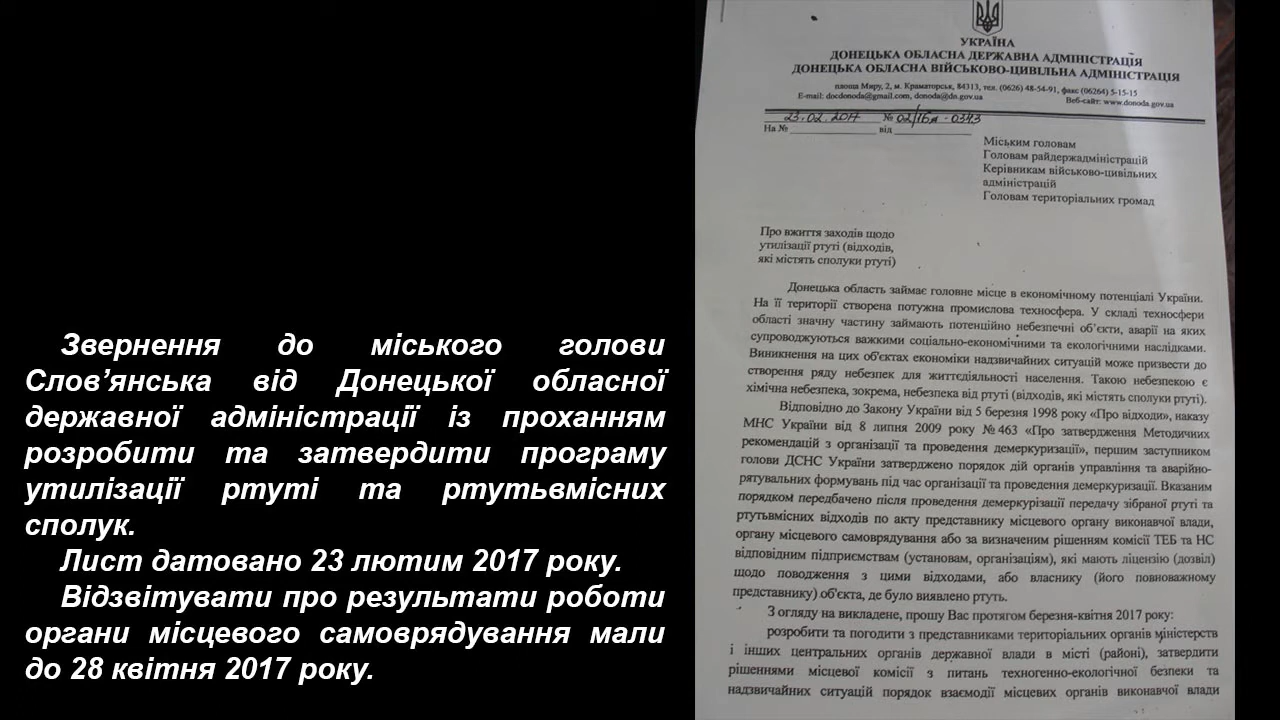 Звернення до міського голови
Слов’янська від Донецької обласної
державної адміністрації із проханням
розробити та затвердити програму
утилізації ртуті та ртутьвмісних
сполук.
Лист датовано 23 лютим 2017 року.
Відзвітувати про результати роботи
органи місцевого самоврядування мали
до 28 квітня 2017 року.
УКРАЇНА
ДОНЕЦЬКА ОБЛАСНА ДЕРЖАВНА АДМІНІСТРАЦІЯ
ДОНЕЦЬКА ОБЛАСНА ВІЙСЬКОВО-ЦИВІЛЬНА АДМІНІСТРАЦІЯ
площа Миру, 2, м. Краматорськ, 84313, тел. (0626) 48-54-91, факс (06264) 5-15-15
E-mail: docdonoda@gmail.com, donoda@dn.gov.ua Веб-сайт: www.donoda.gov.ua
23.02.2017 № 02/16д-0343
На № від
Міським головам
Головам райдержадміністрацій
Керівникам військово-цивільних
адміністрацій
Головам територіальних громад
Про вжиття заходів щодо
утилізації ртуті (відходів,
які містять сполуки ртуті)
Донецька область займає головне місце в економічному потенціалі України.
На її території створена потужна промислова техносфера. У складі техносфери
області значну частину займають потенційно небезпечні об’єкти, аварії на яких
супроводжуються важкими соціально-економічними та екологічними наслідками.
Виникнення на цих об'єктах економіки надзвичайних ситуацій може призвести до
створення ряду небезпек для життєдіяльності населення. Такою небезпекою є
хімічна небезпека, зокрема, небезпека від ртуті (відходів, які містять сполуки ртуті).
Відповідно до Закону України від 5 березня 1998 року «Про відходи», наказу
МНС України від 8 липня 2009 року №463 «Про затвердження Методичних
рекомендацій з організації та проведення демеркуризації», першим заступником
голови ДСНС України затверджено порядок дій органів управління та аварійно-
рятувальних формувань під час організації та проведення демеркуризації. Вказаним
порядком передбачено після проведення демеркурізації передачу зібраної ртуті та
ртутьвмісних відходів по акту представнику місцевого органу виконавчої влади,
органу місцевого самоврядування або за визначеним рішенням комісії ТЕБ та НС
відповідним підприємствам (установам, організаціям), які мають ліцензію (дозвіл)
щодо поводження з цими відходами, або власнику (його повноважному
представнику) об'єкта, де було виявлено ртуть.
З огляду на викладене, прошу Вас протягом березня-квітня 2017 року:
розробити та погодити з представниками територіальних органів міністерств
і інших центральних органів державної влади в місті (районі), затвердити
рішеннями місцевої комісії з питань техногенно-екологічної безпеки та
надзвичайних ситуацій порядок взаємодії місцевих органів виконавчої влади